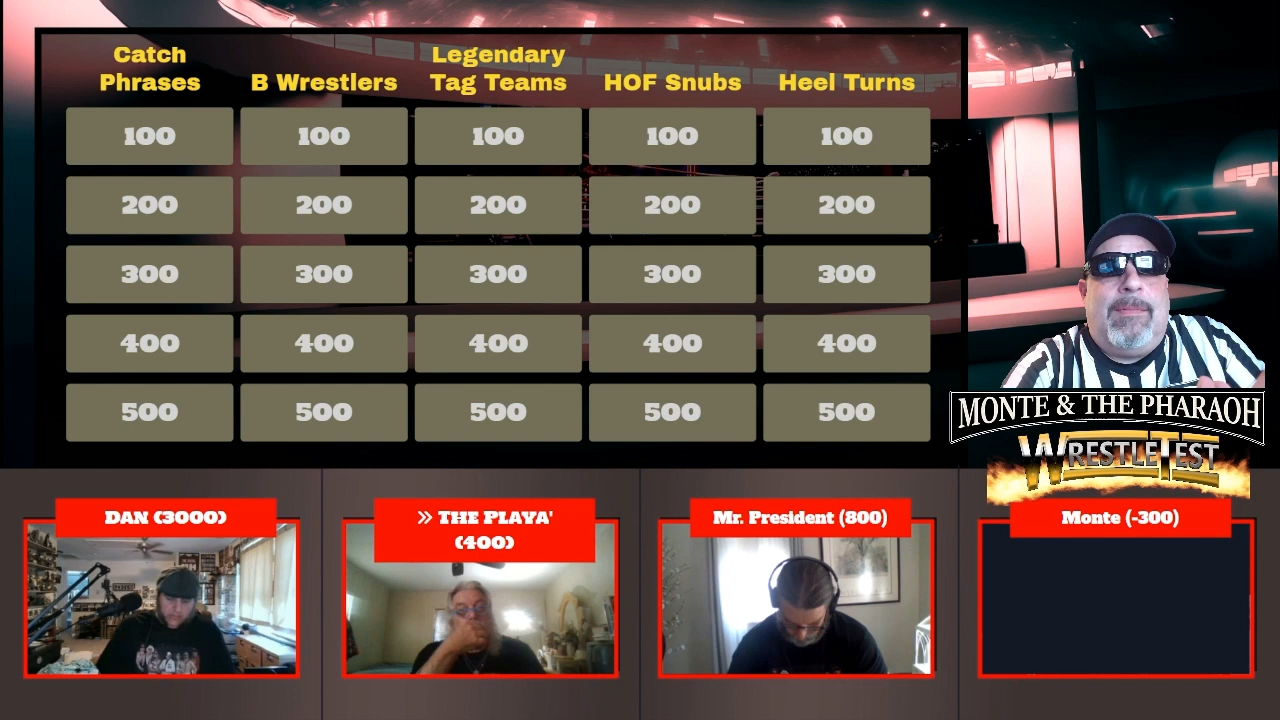 Catch
Phrases
B Wrestlers
Legendary
Tag Teams
HOF Snubs
Heel Turns
100 100 100 100 100
200 200 200 200 200
300 300 300 300 300
400 400 400 400 400
500 500 500 500 500
MONTE & THE PHARAOH
WRESTLETEST
DAN (3000)
» THE PLAYA'
(400)
Mr. President (800)
Monte (-300)